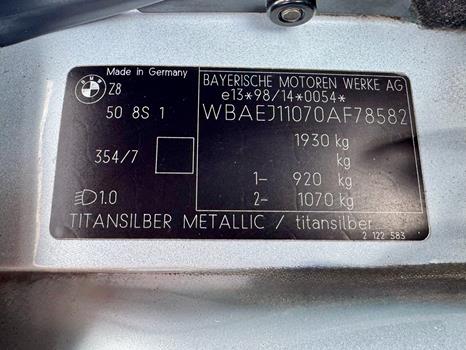 BMW
Made in Germany
Z8
50 8S 1
354/7
1.0
BAYERISCHE MOTOREN WERKE AG
e13*98/14*0054*
WBAEJ11070AF78582
1930 kg
kg
1- 920 kg
2- 1070 kg
TITANSILBER METALLIC / titansilber
2 122 583